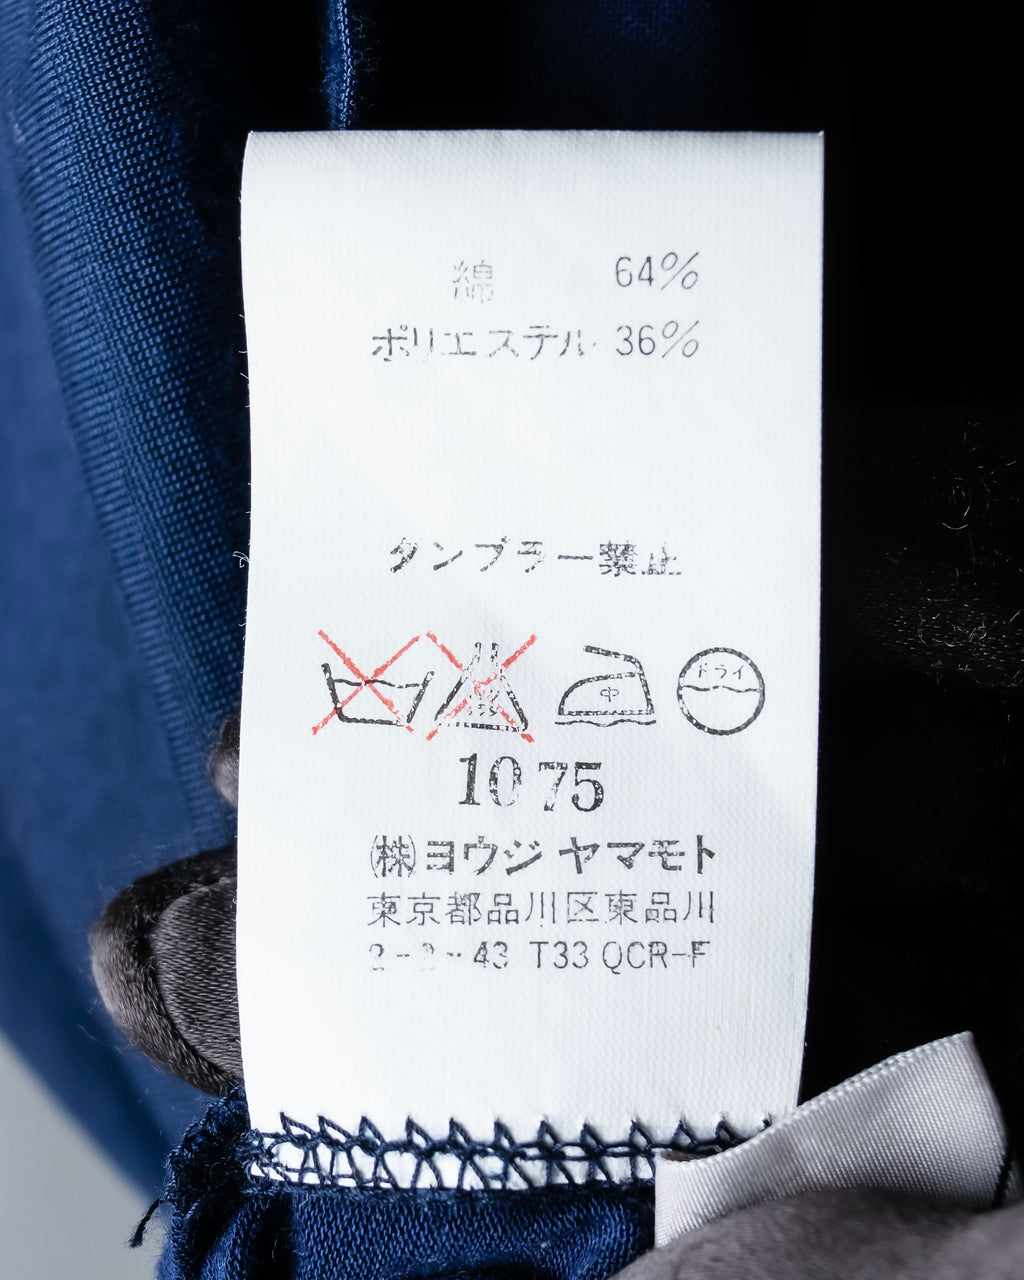 綿 64%
ポリエステル 36%
タンブラー禁止
中 ドライ
10 75
㈱ヨウジ ヤマモト
東京都品川区東品川
2-2-43 T33 QCR-F